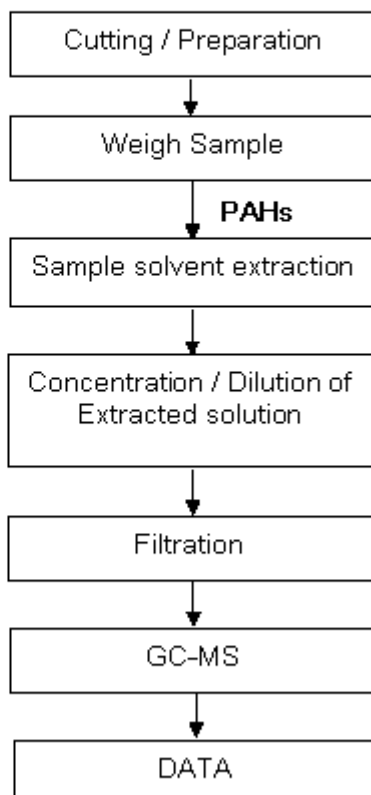 Cutting / Preparation
Weigh Sample
PAHs
Sample solvent extraction
Concentration / Dilution of
Extracted solution
Filtration
GC-MS
DATA